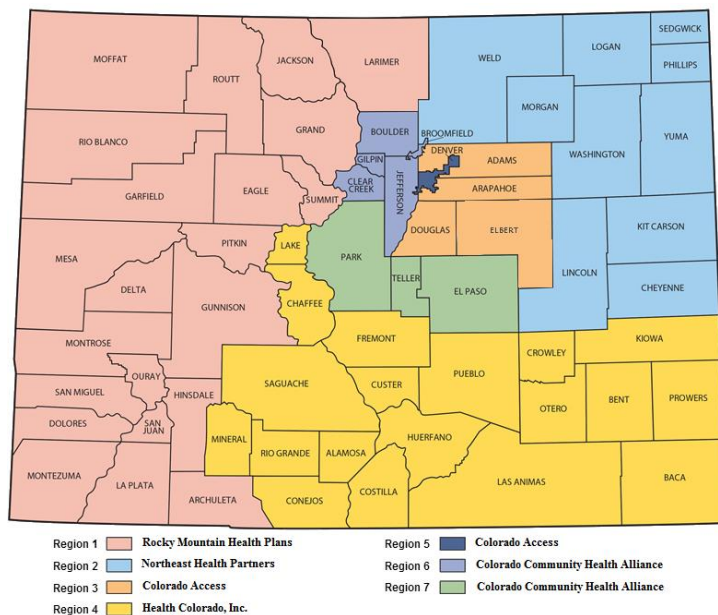 MOFFAT
ROUTT
JACKSON
LARIMER
WELD
LOGAN
SEDGWICK
PHILLIPS
MORGAN
GRAND
BOULDER
BROOMFIELD
RIO BLANCO
GILPIN
DENVER
ADAMS
WASHINGTON
YUMA
GARFIELD
EAGLE
SUMMIT
CLEAR
CREEK
JEFFERSON
ARAPAHOE
PITKIN
LAKE
PARK
DOUGLAS
ELBERT
KIT CARSON
MESA
DELTA
GUNNISON
CHAFFEE
TELLER
EL PASO
LINCOLN
CHEYENNE
MONTROSE
FREMONT
CROWLEY
KIOWA
OURAY
SAN MIGUEL
HINSDALE
SAGUACHE
CUSTER
PUEBLO
OTERO
BENT
PROWERS
DOLORES
SAN
JUAN
MINERAL
RIO GRANDE
ALAMOSA
HUERFANO
MONTEZUMA
LA PLATA
ARCHULETA
CONEJOS
COSTILLA
LAS ANIMAS
BACA
Region 1 Rocky Mountain Health Plans
Region 2 Northeast Health Partners
Region 3 Colorado Access
Region 4 Health Colorado, Inc.
Region 5 Colorado Access
Region 6 Colorado Community Health Alliance
Region 7 Colorado Community Health Alliance